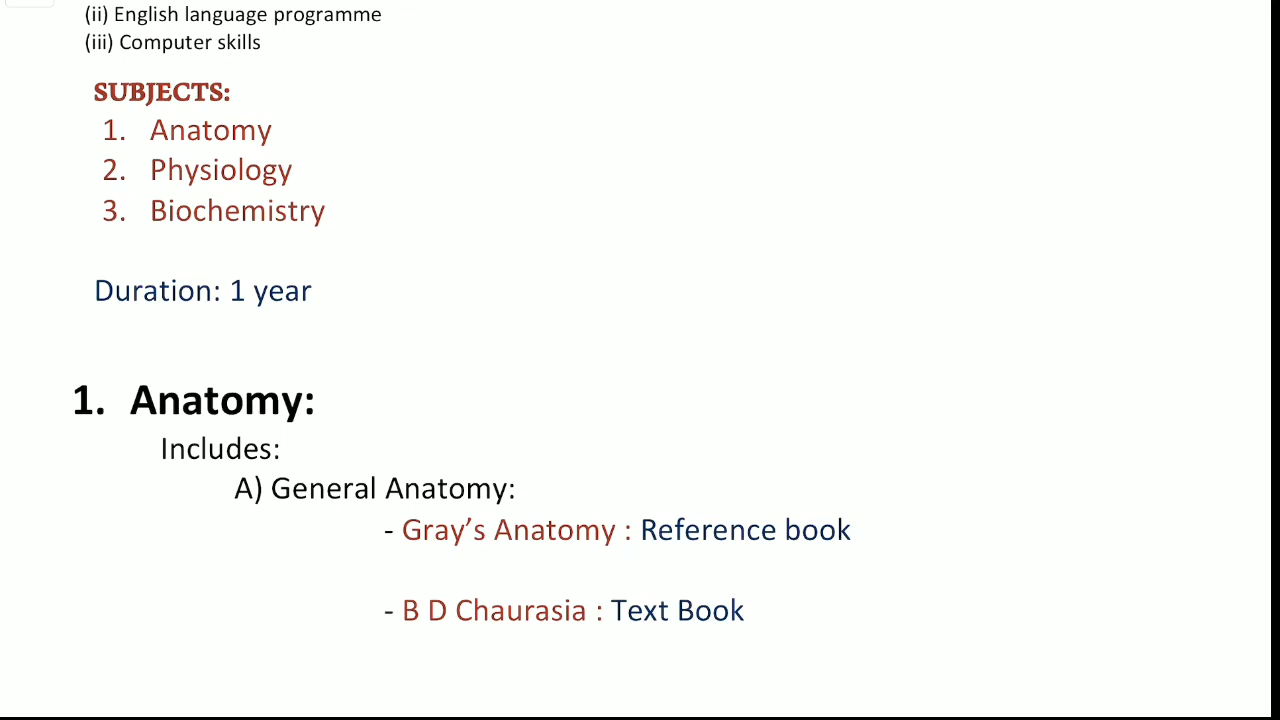 (ii) English language programme
(iii) Computer skills
SUBJECTS:
1. Anatomy
2. Physiology
3. Biochemistry
Duration: 1 year
1. Anatomy:
Includes:
A) General Anatomy:
- Gray’s Anatomy : Reference book
- B D Chaurasia : Text Book